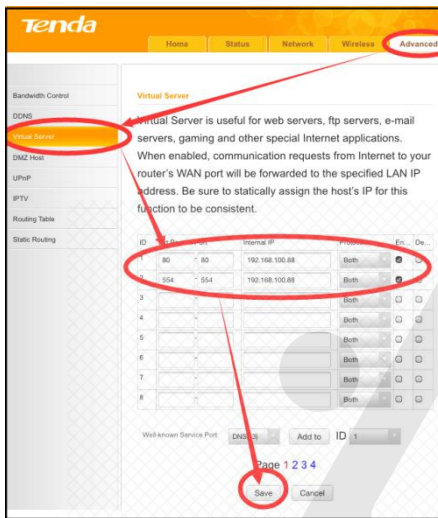 Tenda
Home Status Network Wireless Advanced
Bandwidth Control
DDNS
Virtual Server
DMZ Host
UPnP
IPTV
Routing Table
Static Routing
Virtual Server
Virtual Server is useful for web servers, ftp servers, e-mail
servers, gaming and other special Internet applications.
When enabled, communication requests from Internet to your
router's WAN port will be forwarded to the specified LAN IP
address. Be sure to statically assign the host's IP for this
function to be consistent.
ID Internal IP En... De...
1 80 - 80 192.168.100.88 Both
2 554 - 554 192.168.100.88 Both
3 - Both
4 - Both
5 - Both
6 - Both
7 - Both
8 - Both
Well-known Service Port Add to ID 1
Page 1 2 3 4
Save Cancel